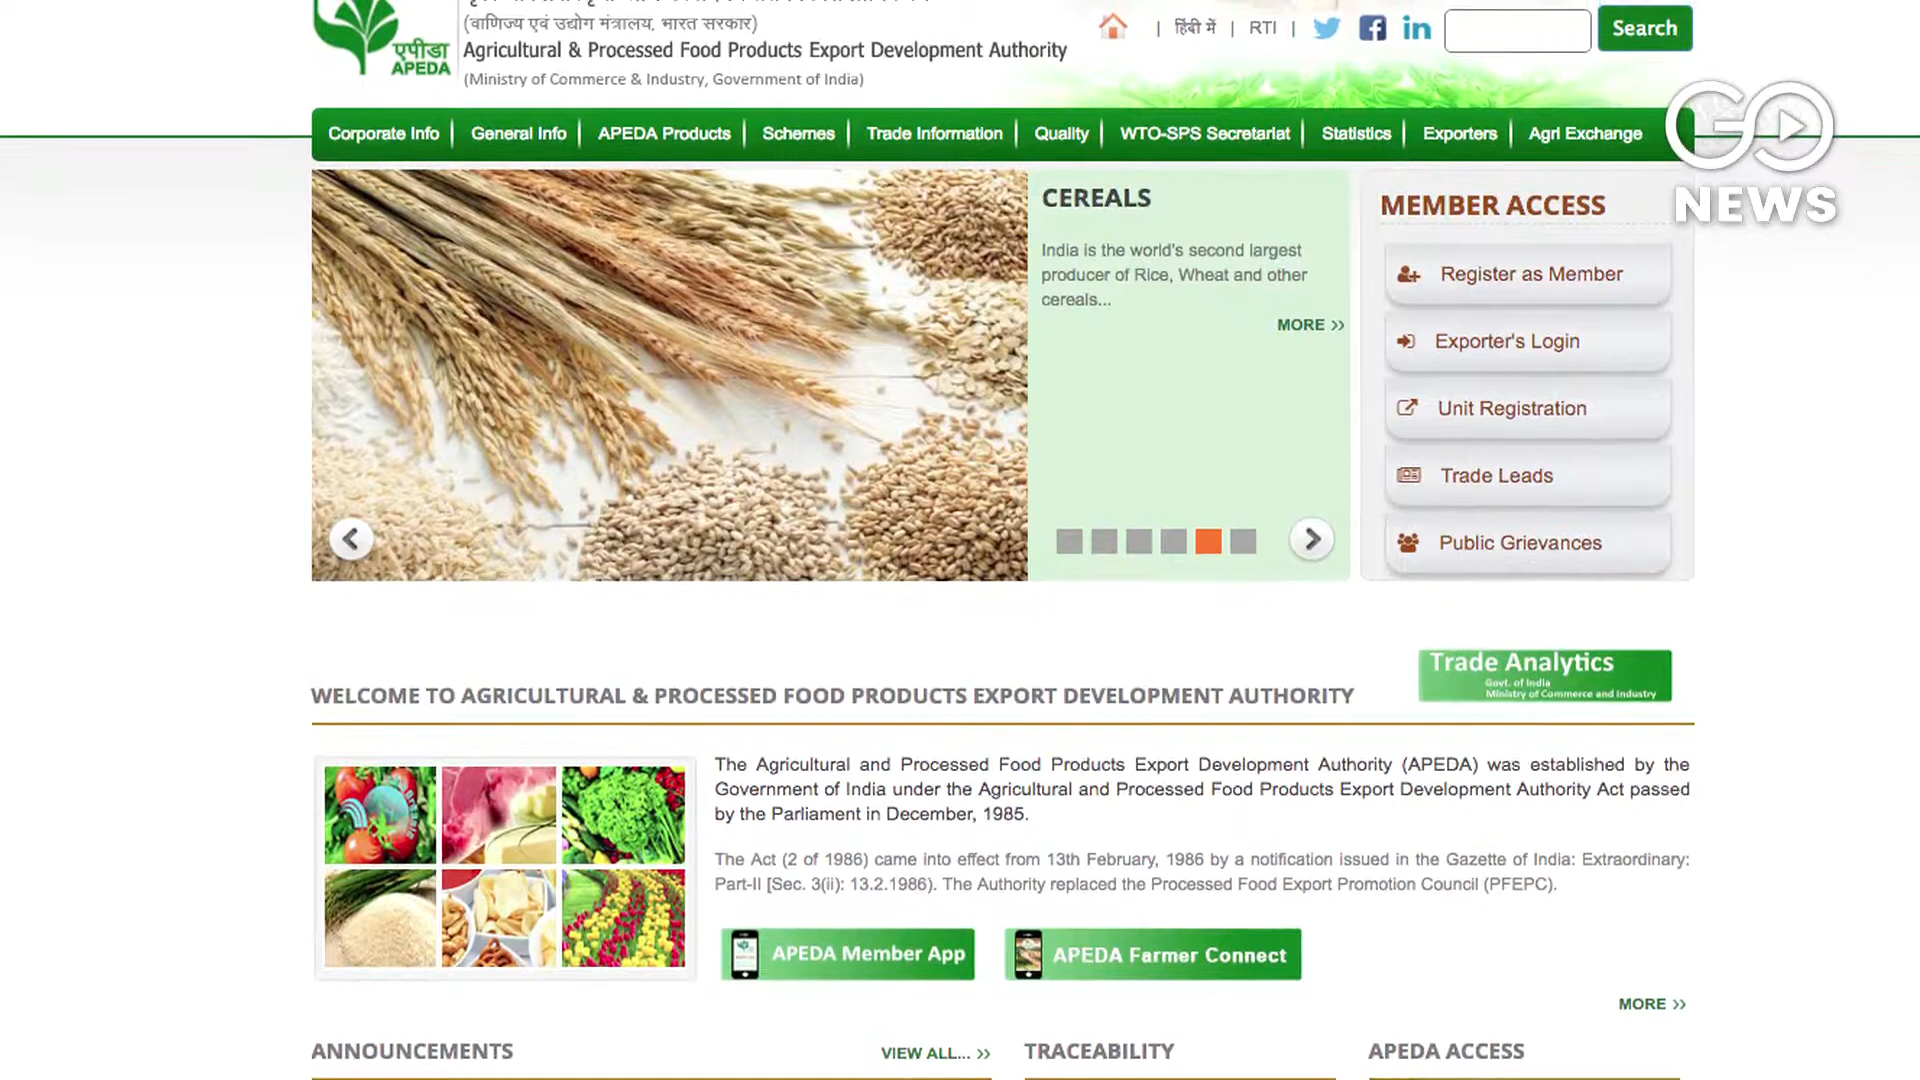 (वाणिज्य एवं उद्योग मंत्रालय, भारत सरकार)
एपीडा
APEDA
Agricultural & Processed Food Products Export Development Authority
(Ministry of Commerce & Industry, Government of India)
| हिंदी में | RTI |
Search
Corporate Info | General Info | APEDA Products | Schemes | Trade Information | Quality | WTO-SPS Secretariat | Statistics | Exporters | Agri Exchange
GO
NEWS
CEREALS
India is the world's second largest
producer of Rice, Wheat and other
cereals...
MORE >>
MEMBER ACCESS
Register as Member
Exporter's Login
Unit Registration
Trade Leads
Public Grievances
Trade Analytics
Govt. of India
Ministry of Commerce and Industry
WELCOME TO AGRICULTURAL & PROCESSED FOOD PRODUCTS EXPORT DEVELOPMENT AUTHORITY
The Agricultural and Processed Food Products Export Development Authority (APEDA) was established by the
Government of India under the Agricultural and Processed Food Products Export Development Authority Act passed
by the Parliament in December, 1985.
The Act (2 of 1986) came into effect from 13th February, 1986 by a notification issued in the Gazette of India: Extraordinary:
Part-II [Sec. 3(ii): 13.2.1986). The Authority replaced the Processed Food Export Promotion Council (PFEPC).
APEDA Member App
APEDA Farmer Connect
MORE >>
ANNOUNCEMENTS
VIEW ALL... >>
TRACEABILITY
APEDA ACCESS